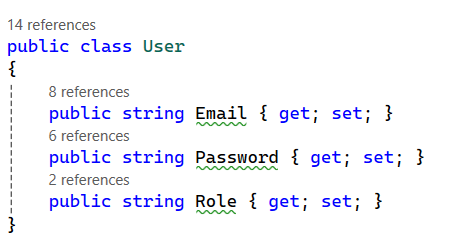 14 references
public class User
{
8 references
public string Email { get; set; }
6 references
public string Password { get; set; }
2 references
public string Role { get; set; }
}